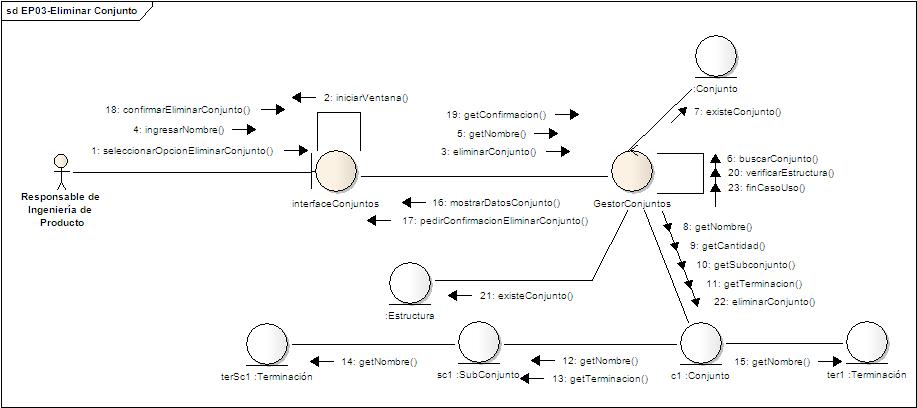 sd EP03-Eliminar Conjunto
:Conjunto
2: iniciarVentana()
18: confirmarEliminarConjunto()
19: getConfirmacion()
7: existeConjunto()
4: ingresarNombre()
5: getNombre()
1: seleccionarOpcionEliminarConjunto()
3: eliminarConjunto()
6: buscarConjunto()
20: verificarEstructura()
23: finCasoUso()
Responsable de
Ingeniería de
Producto
interfaceConjuntos
GestorConjuntos
16: mostrarDatosConjunto()
17: pedirConfirmacionEliminarConjunto()
8: getNombre()
9: getCantidad()
10: getSubconjunto()
11: getTerminacion()
22: eliminarConjunto()
21: existeConjunto()
:Estructura
14: getNombre()
12: getNombre()
15: getNombre()
terSc1 :Terminación
sc1 :SubConjunto
13: getTerminacion()
c1 :Conjunto
ter1 :Terminación